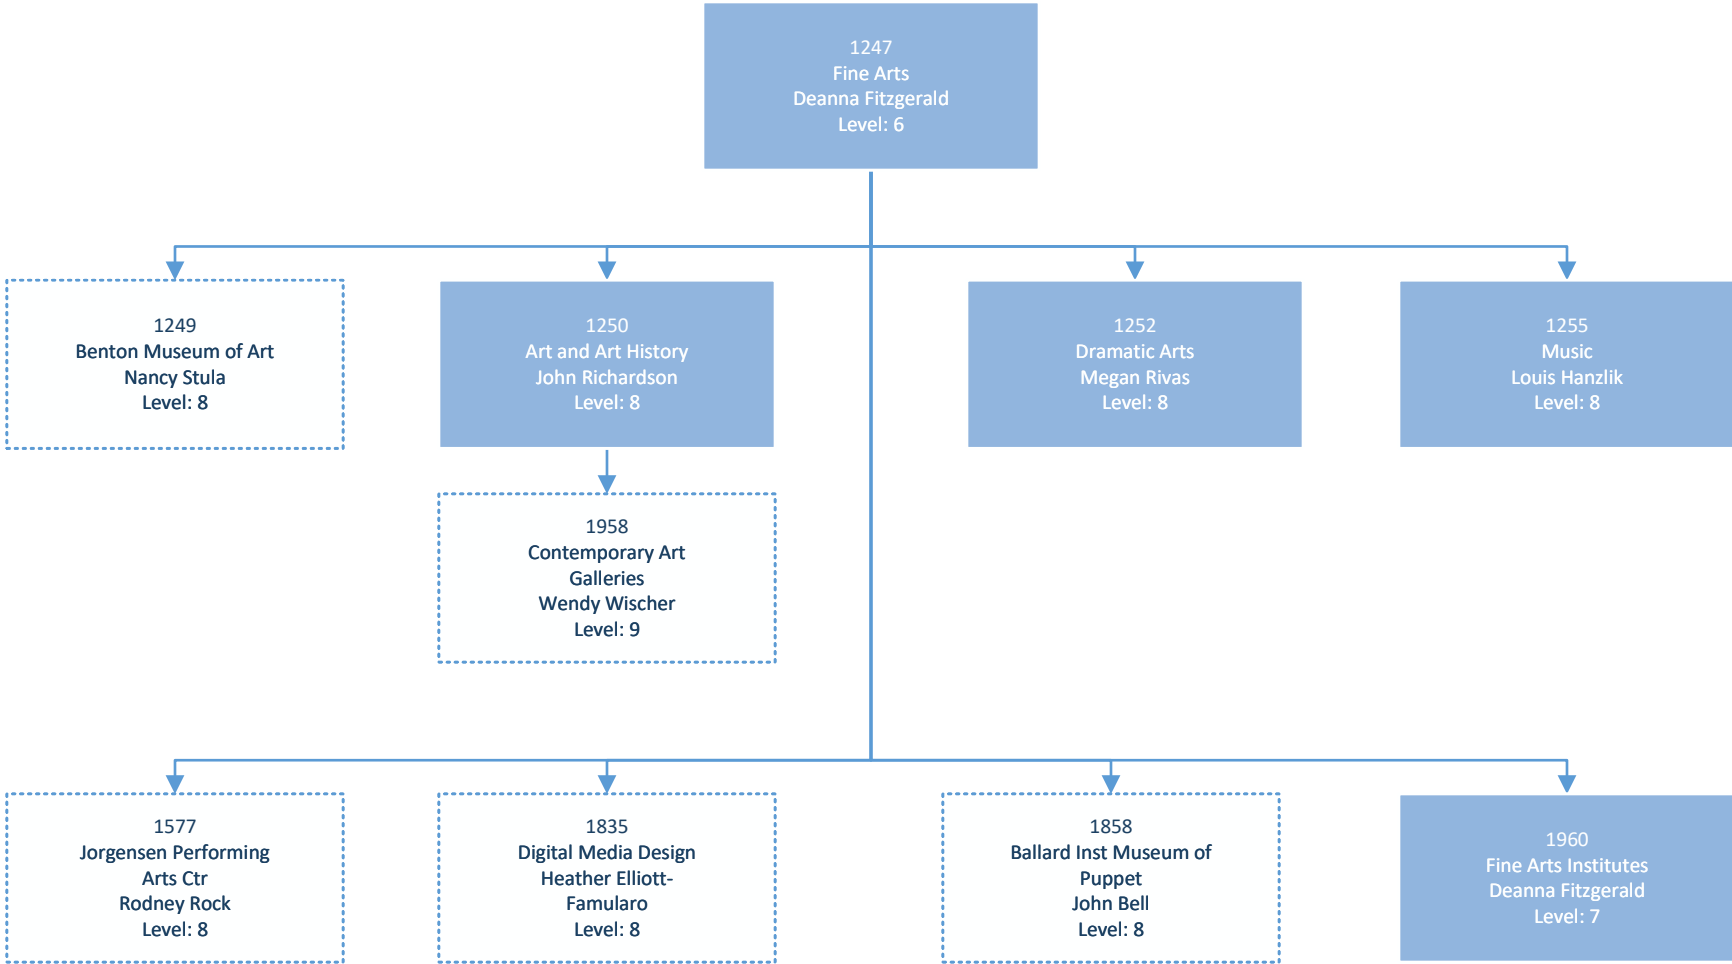 1247
Fine Arts
Deanna Fitzgerald
Level: 6
1249
Benton Museum of Art
Nancy Stula
Level: 8
1250
Art and Art History
John Richardson
Level: 8
1252
Dramatic Arts
Megan Rivas
Level: 8
1255
Music
Louis Hanzlik
Level: 8
1958
Contemporary Art
Galleries
Wendy Wischer
Level: 9
1577
Jorgensen Performing
Arts Ctr
Rodney Rock
Level: 8
1835
Digital Media Design
Heather Elliott-
Famularo
Level: 8
1858
Ballard Inst Museum of
Puppet
John Bell
Level: 8
1960
Fine Arts Institutes
Deanna Fitzgerald
Level: 7